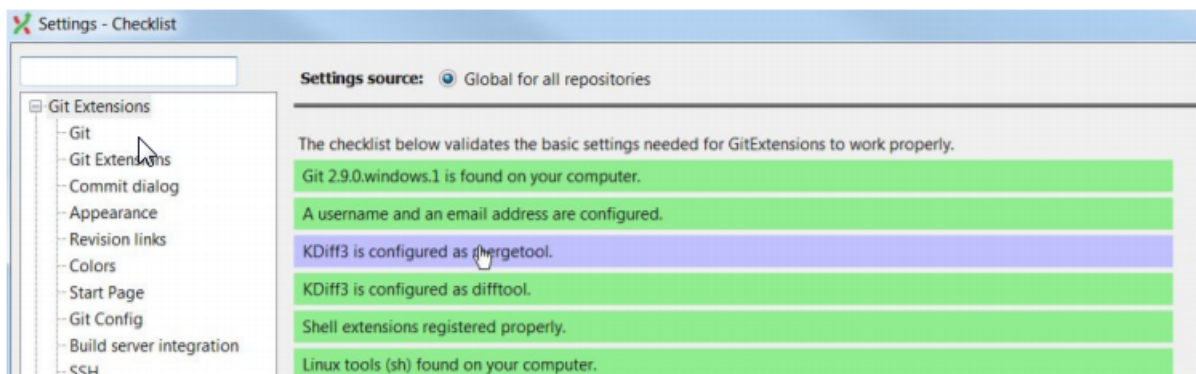 Settings - Checklist
Settings source: Global for all repositories
Git Extensions
Git
Git Extensions
Commit dialog
Appearance
Revision links
Colors
Start Page
Git Config
Build server integration
SSH
The checklist below validates the basic settings needed for GitExtensions to work properly.
Git 2.9.0.windows.1 is found on your computer.
A username and an email address are configured.
KDiff3 is configured as mergetool.
KDiff3 is configured as difftool.
Shell extensions registered properly.
Linux tools (sh) found on your computer.